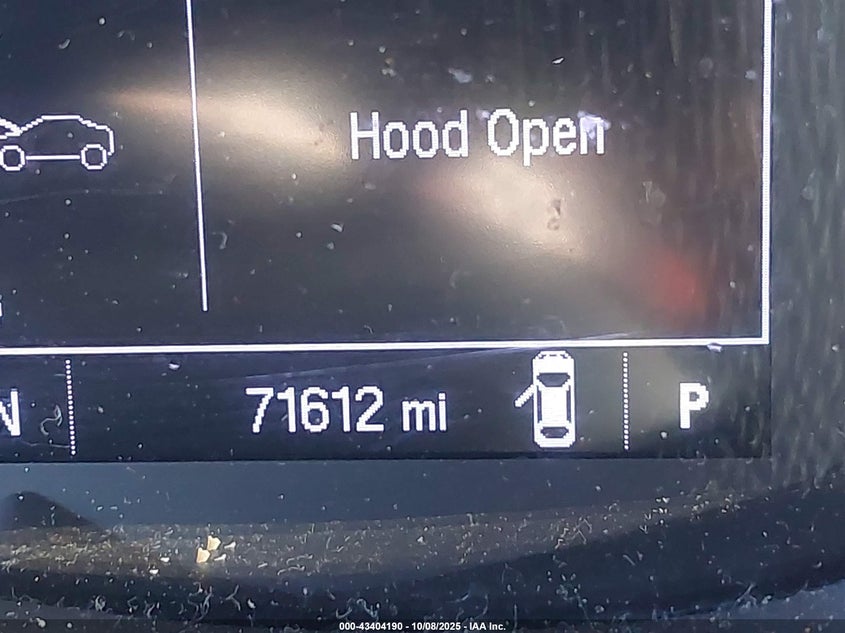 Hood Open
N
71612 mi
P
000-43404190 - 10/08/2025 - IAA Inc.